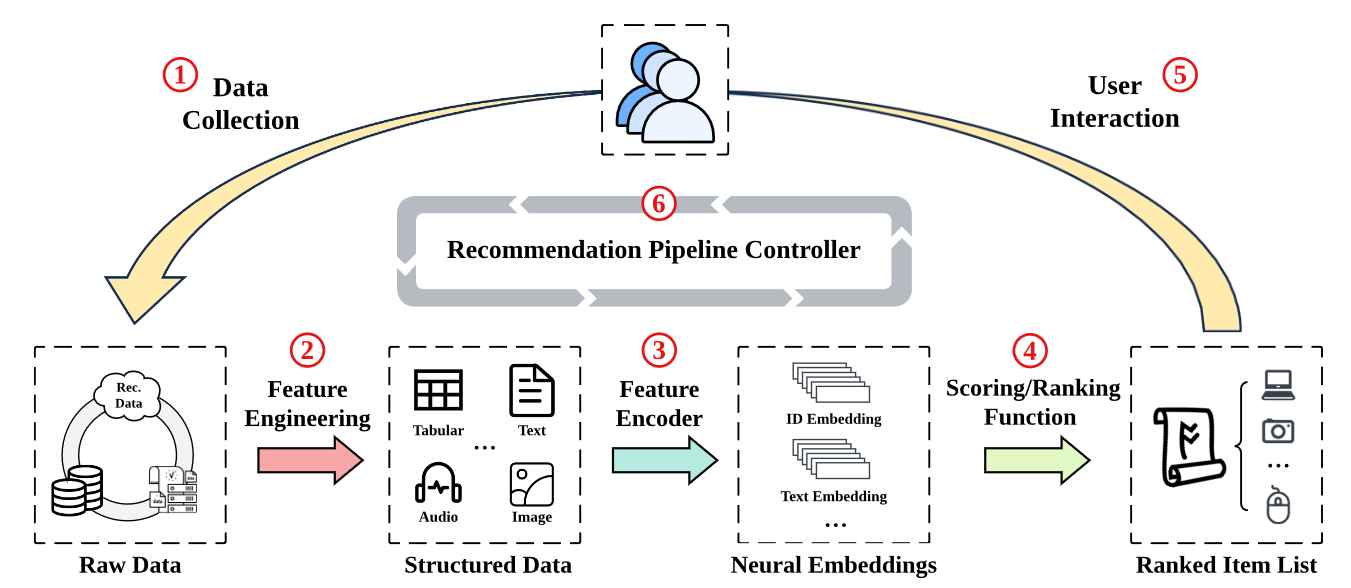 1
Data
Collection
User
Interaction
5
6
Recommendation Pipeline Controller
Rec.
Data
Raw Data
2
Feature
Engineering
Tabular
Text
...
Audio
Image
Structured Data
3
Feature
Encoder
ID Embedding
Text Embedding
...
Neural Embeddings
4
Scoring/Ranking
Function
...
Ranked Item List